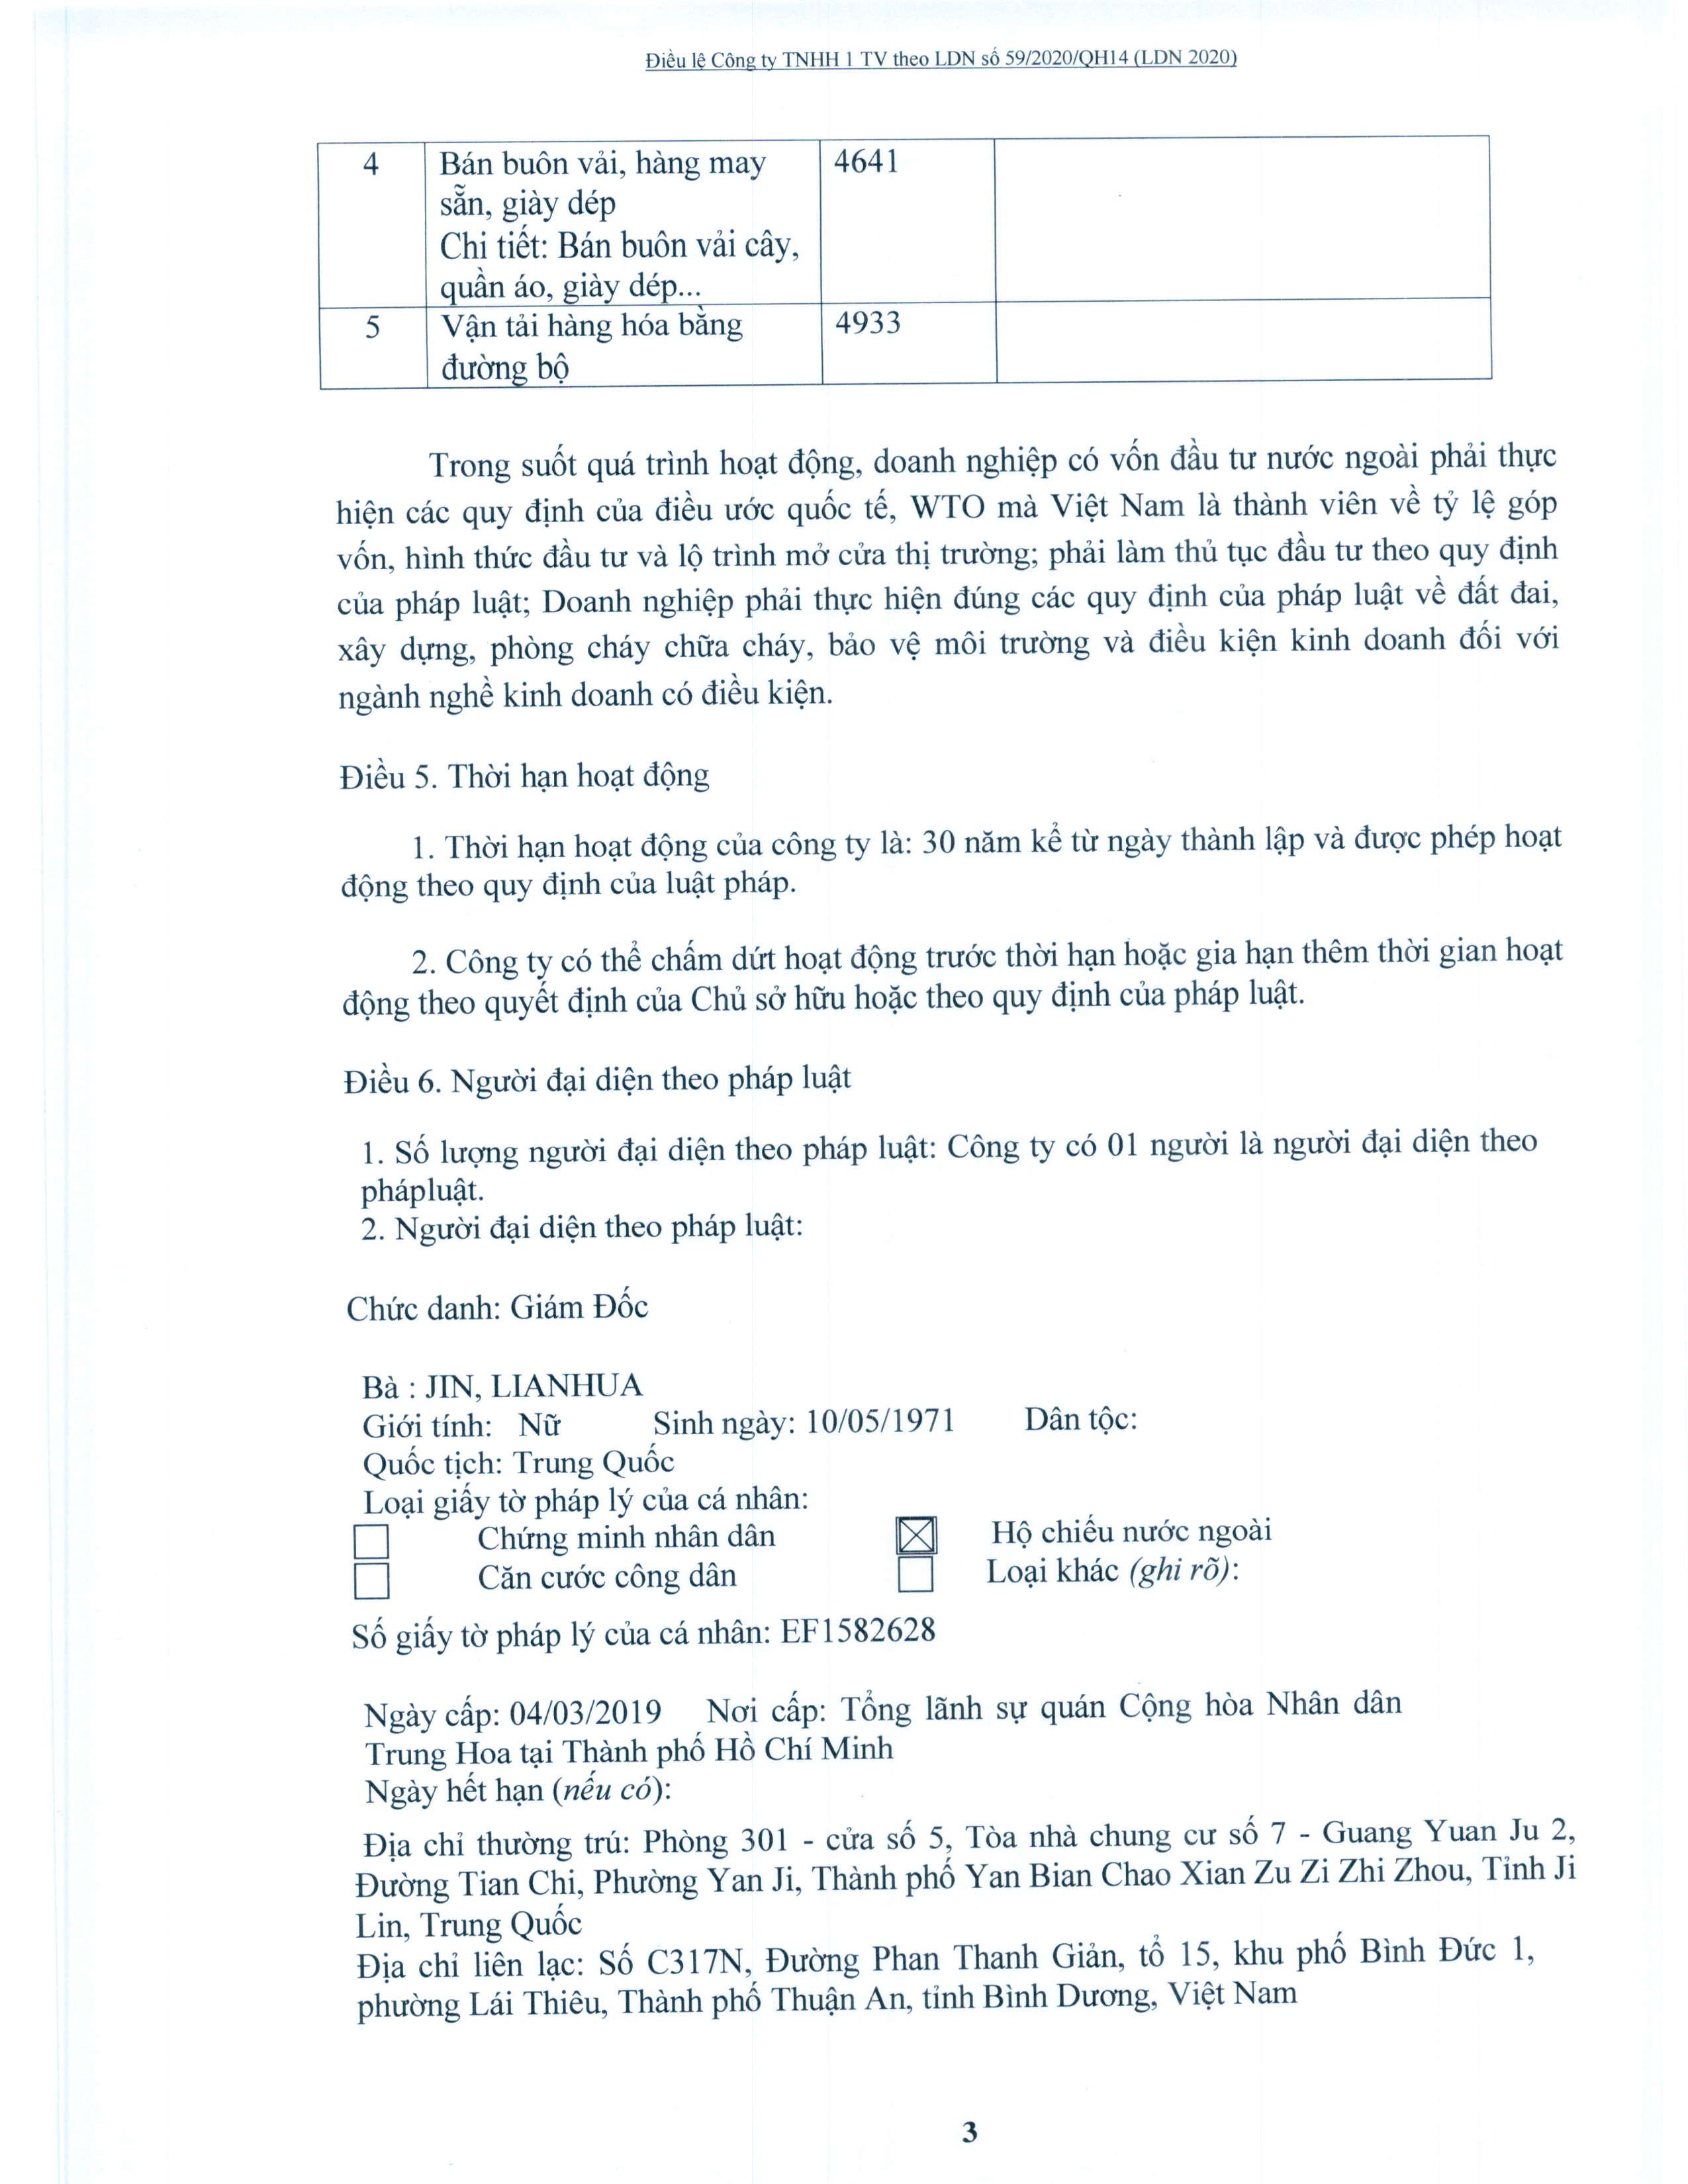 Điều lệ Công ty TNHH 1 TV theo LDN số 59/2020/QH14 (LDN 2020)
4 Bán buôn vải, hàng may 4641
sẵn, giày dép
Chi tiết: Bán buôn vải cây,
quần áo, giày dép...
5 Vận tải hàng hóa bằng 4933
đường bộ
Trong suốt quá trình hoạt động, doanh nghiệp có vốn đầu tư nước ngoài phải thực
hiện các quy định của điều ước quốc tế, WTO mà Việt Nam là thành viên về tỷ lệ góp
vốn, hình thức đầu tư và lộ trình mở cửa thị trường; phải làm thủ tục đầu tư theo quy định
của pháp luật; Doanh nghiệp phải thực hiện đúng các quy định của pháp luật về đất đai,
xây dựng, phòng cháy chữa cháy, bảo vệ môi trường và điều kiện kinh doanh đối với
ngành nghề kinh doanh có điều kiện.
Điều 5. Thời hạn hoạt động
1. Thời hạn hoạt động của công ty là: 30 năm kể từ ngày thành lập và được phép hoạt
động theo quy định của luật pháp.
2. Công ty có thể chấm dứt hoạt động trước thời hạn hoặc gia hạn thêm thời gian hoạt
động theo quyết định của Chủ sở hữu hoặc theo quy định của pháp luật.
Điều 6. Người đại diện theo pháp luật
1. Số lượng người đại diện theo pháp luật: Công ty có 01 người là người đại diện theo
phápluật.
2. Người đại diện theo pháp luật:
Chức danh: Giám Đốc
Bà : JIN, LIANHUA
Giới tính: Nữ Sinh ngày: 10/05/1971 Dân tộc:
Quốc tịch: Trung Quốc
Loại giấy tờ pháp lý của cá nhân:
Chứng minh nhân dân Hộ chiếu nước ngoài
Căn cước công dân Loại khác (ghi rõ):
Số giấy tờ pháp lý của cá nhân: EF1582628
Ngày cấp: 04/03/2019 Nơi cấp: Tổng lãnh sự quán Cộng hòa Nhân dân
Trung Hoa tại Thành phố Hồ Chí Minh
Ngày hết hạn (nếu có):
Địa chỉ thường trú: Phòng 301 - cửa số 5, Tòa nhà chung cư số 7 - Guang Yuan Ju 2,
Đường Tian Chi, Phường Yan Ji, Thành phố Yan Bian Chao Xian Zu Zi Zhi Zhou, Tỉnh Ji
Lin, Trung Quốc
Địa chỉ liên lạc: Số C317N, Đường Phan Thanh Giản, tổ 15, khu phố Bình Đức 1,
phường Lái Thiêu, Thành phố Thuận An, tỉnh Bình Dương, Việt Nam
3